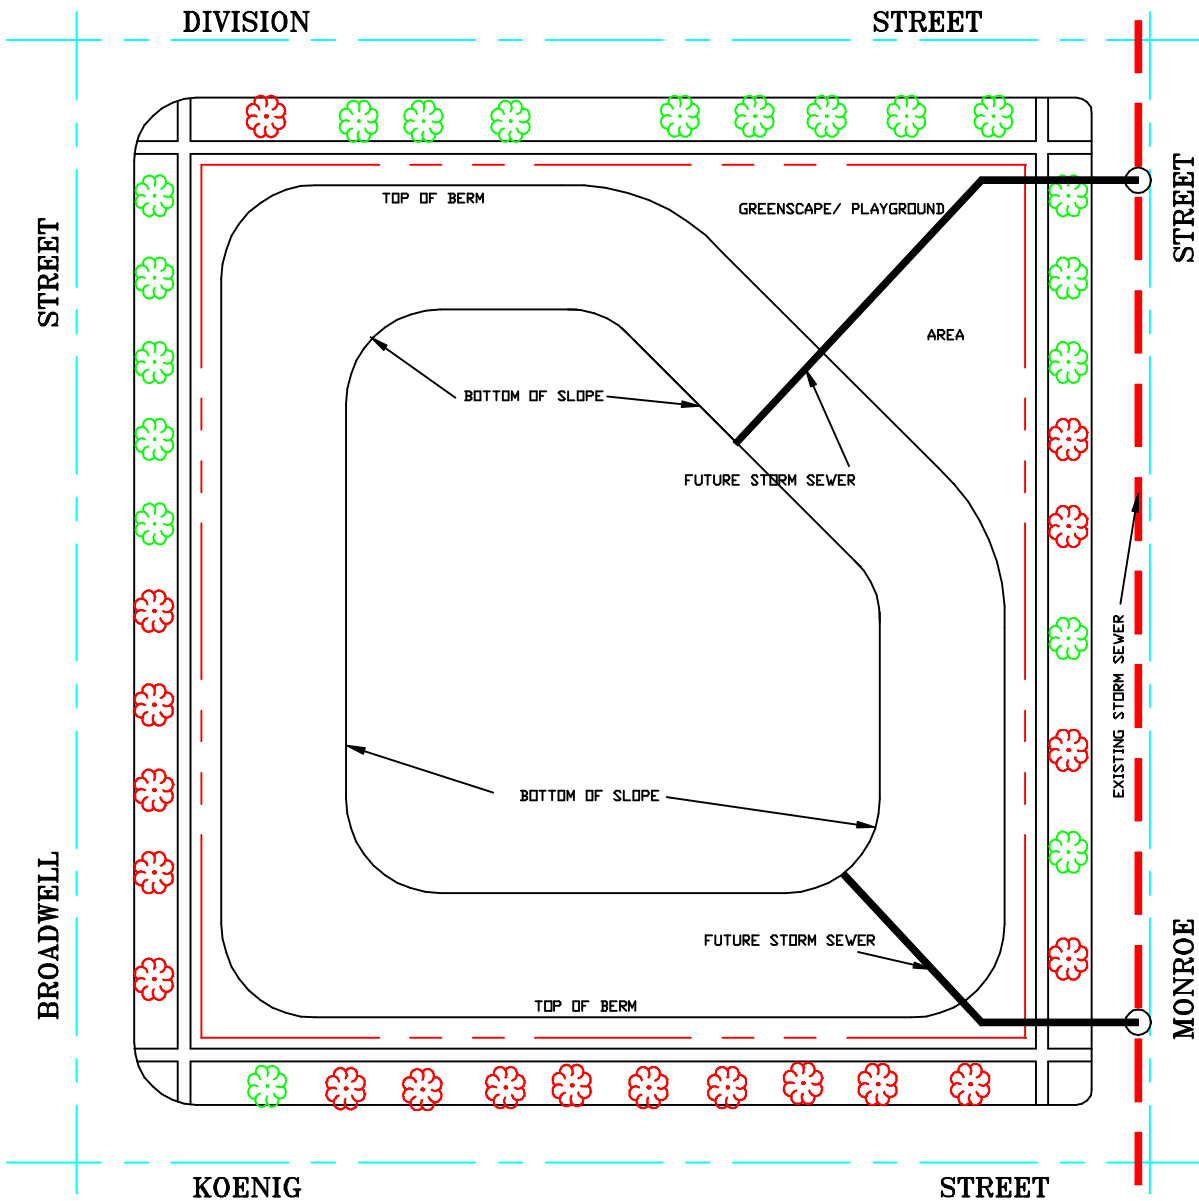 DIVISION STREET
TOP OF BERM
GREENSCAPE/ PLAYGROUND
AREA
BOTTOM OF SLOPE
FUTURE STORM SEWER
BOTTOM OF SLOPE
FUTURE STORM SEWER
TOP OF BERM
BROADWELL STREET
EXISTING STORM SEWER
MONROE STREET
KOENIG STREET